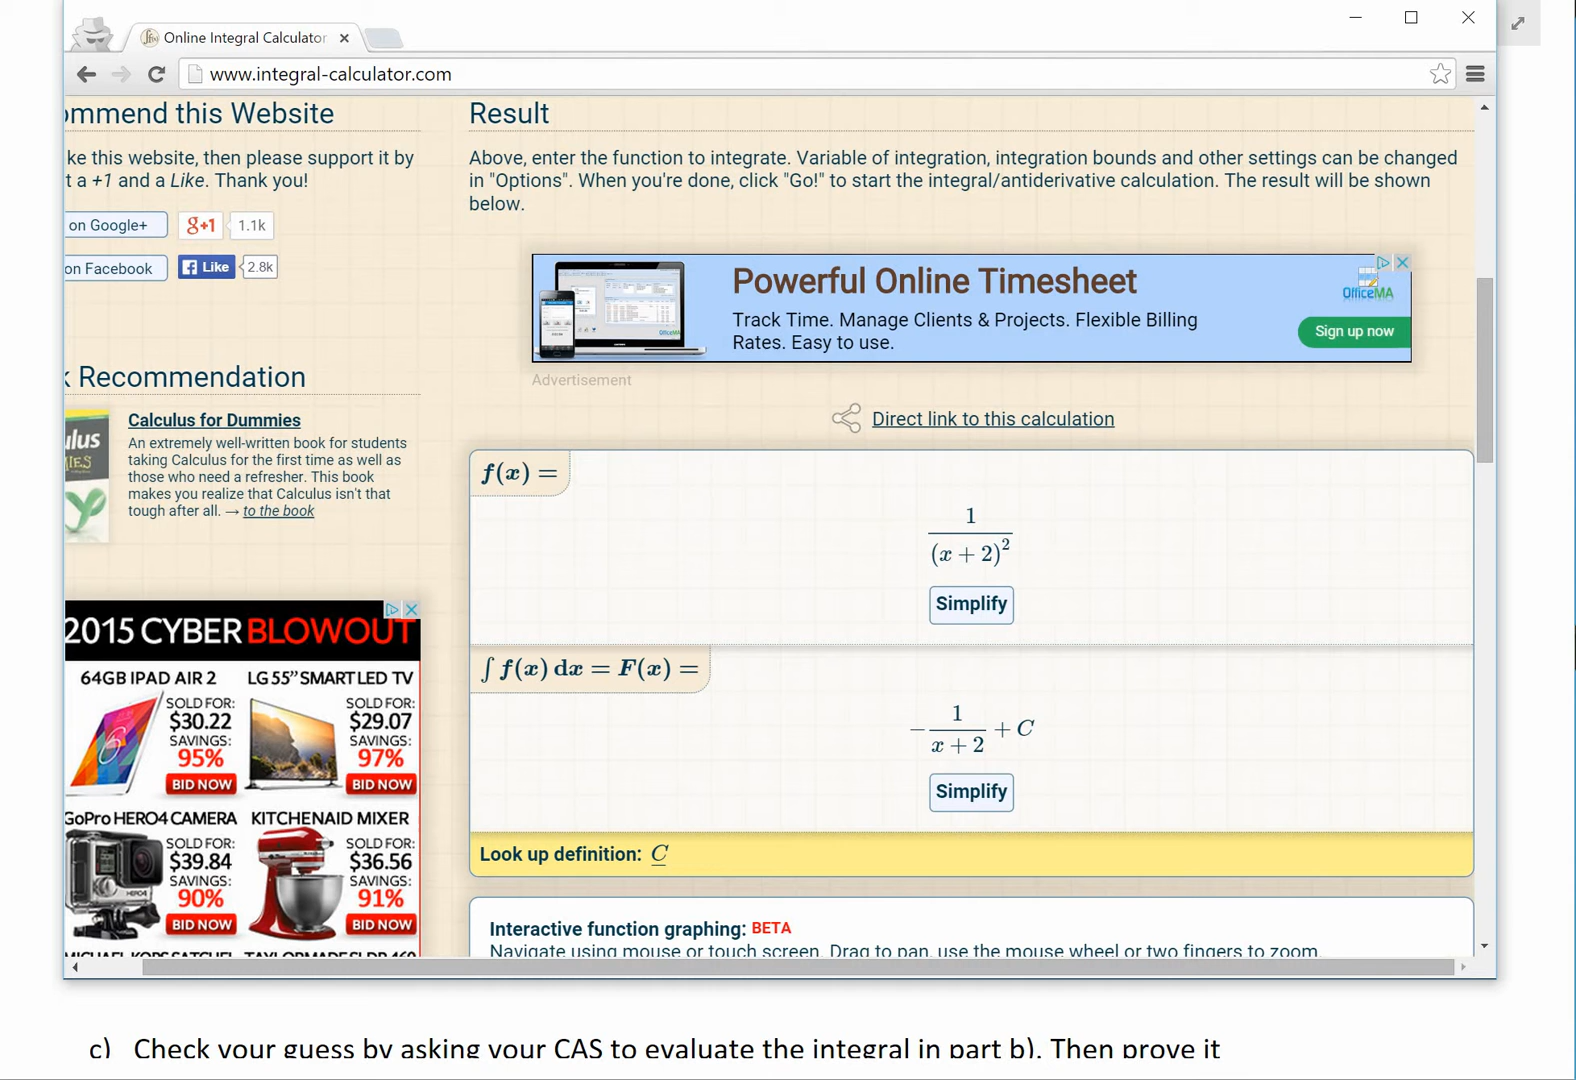 Online Integral Calculator
www.integral-calculator.com
ommend this Website
ke this website, then please support it by
t a +1 and a Like. Thank you!
on Google+
g+1
1.1k
on Facebook
Like
2.8k
Recommendation
Calculus for Dummies
An extremely well-written book for students
taking Calculus for the first time as well as
those who need a refresher. This book
makes you realize that Calculus isn't that
tough after all. → to the book
ulus
IES
2015 CYBER BLOWOUT
64GB IPAD AIR 2
SOLD FOR:
$30.22
SAVINGS:
95%
BID NOW
LG 55" SMART LED TV
SOLD FOR:
$29.07
SAVINGS:
97%
BID NOW
GoPro HERO4 CAMERA
SOLD FOR:
$39.84
SAVINGS:
90%
BID NOW
KITCHENAID MIXER
SOLD FOR:
$36.56
SAVINGS:
91%
BID NOW
MICHAEL KORS SATCHEL
Result
Above, enter the function to integrate. Variable of integration, integration bounds and other settings can be changed
in "Options". When you're done, click "Go!" to start the integral/antiderivative calculation. The result will be shown
below.
Powerful Online Timesheet
Track Time. Manage Clients & Projects. Flexible Billing
Rates. Easy to use.
OfficeMA
Sign up now
Advertisement
Direct link to this calculation
f(x) =
1
(x + 2)²
Simplify
∫ f(x) dx = F(x) =
− 1 + C
x + 2
Simplify
Look up definition: C
Interactive function graphing: BETA
Navigate using mouse or touch screen. Drag to pan, use the mouse wheel or two fingers to zoom.
c) Check your guess by asking your CAS to evaluate the integral in part b). Then prove it